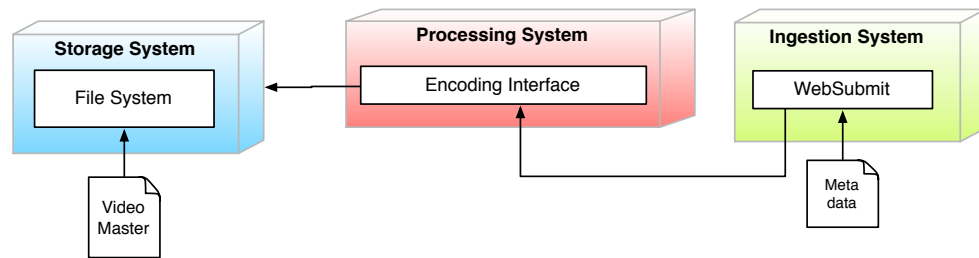 Storage System
File System
Video
Master
Processing System
Encoding Interface
Ingestion System
WebSubmit
Meta
data